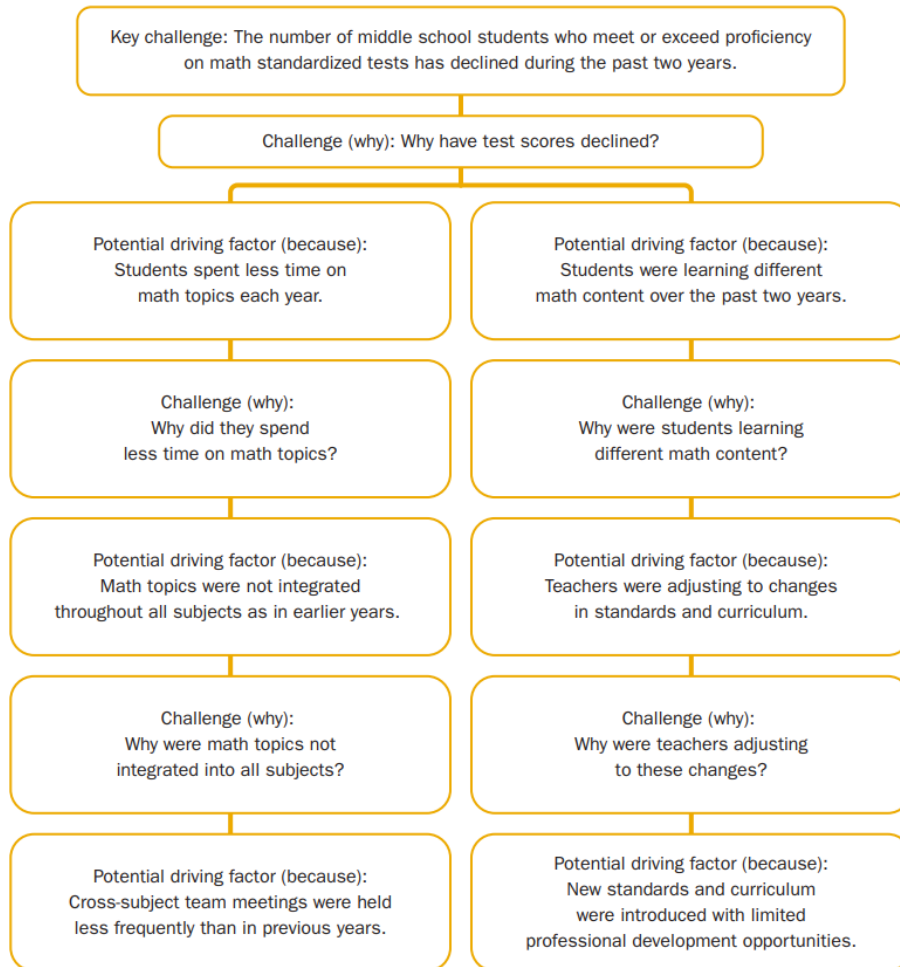 Key challenge: The number of middle school students who meet or exceed proficiency
on math standardized tests has declined during the past two years.
Challenge (why): Why have test scores declined?
Potential driving factor (because):
Students spent less time on
math topics each year.
Potential driving factor (because):
Students were learning different
math content over the past two years.
Challenge (why):
Why did they spend
less time on math topics?
Challenge (why):
Why were students learning
different math content?
Potential driving factor (because):
Math topics were not integrated
throughout all subjects as in earlier years.
Potential driving factor (because):
Teachers were adjusting to changes
in standards and curriculum.
Challenge (why):
Why were math topics not
integrated into all subjects?
Challenge (why):
Why were teachers adjusting
to these changes?
Potential driving factor (because):
Cross-subject team meetings were held
less frequently than in previous years.
Potential driving factor (because):
New standards and curriculum
were introduced with limited
professional development opportunities.